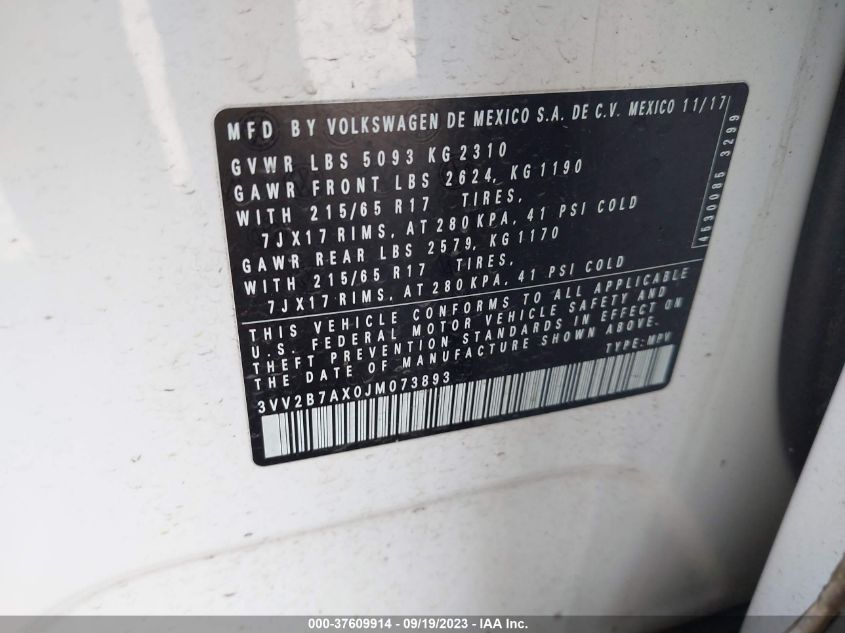 MFD BY VOLKSWAGEN DE MEXICO S.A. DE C.V. MEXICO 11/17
GVWR LBS 5093 KG 2310
GAWR FRONT LBS 2624, KG 1190
WITH 215/65 R17 TIRES,
7JX17 RIMS, AT 280 KPA, 41 PSI COLD
GAWR REAR LBS 2579, KG 1170
WITH 215/65 R17 TIRES,
7JX17 RIMS, AT 280 KPA, 41 PSI COLD
THIS VEHICLE CONFORMS TO ALL APPLICABLE
U.S. FEDERAL MOTOR VEHICLE SAFETY AND
THEFT PREVENTION STANDARDS IN EFFECT ON
THE DATE OF MANUFACTURE SHOWN ABOVE.
TYPE: MPV
3VV2B7AX0JM073893
4530086 3299
000-37609914 - 09/19/2023 - IAA Inc.